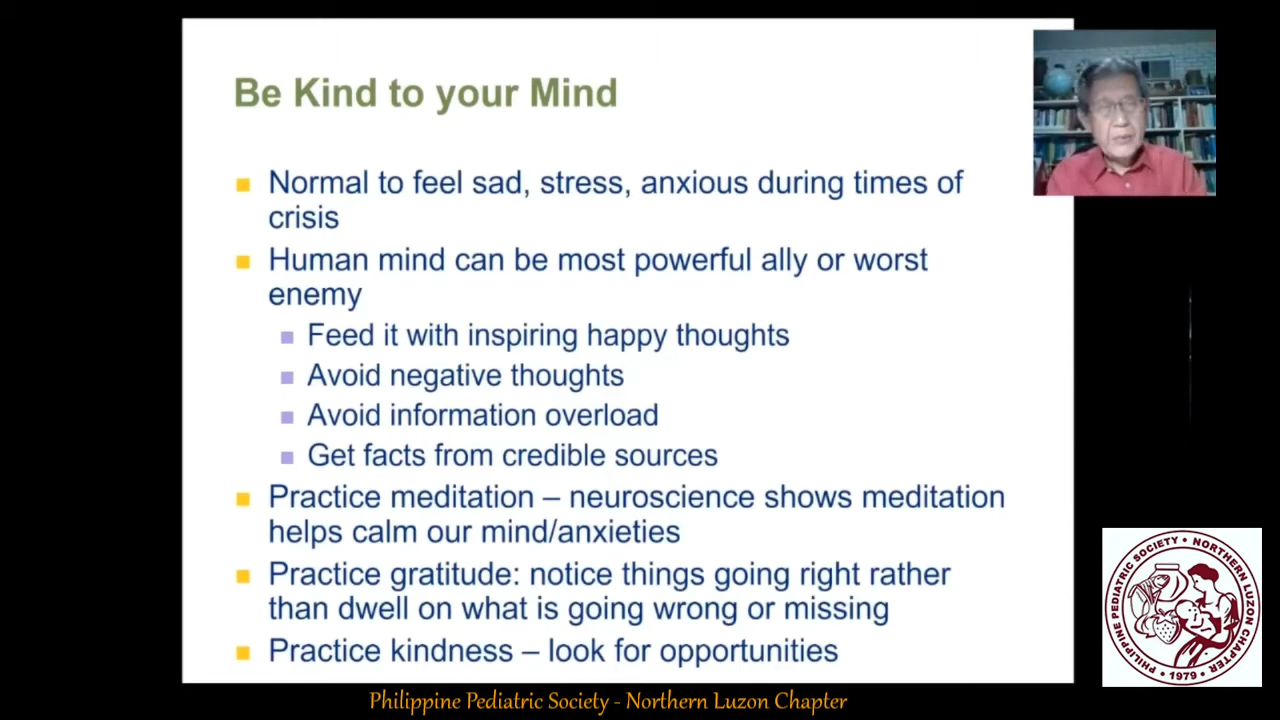 Be Kind to your Mind
Normal to feel sad, stress, anxious during times of
crisis
Human mind can be most powerful ally or worst
enemy
Feed it with inspiring happy thoughts
Avoid negative thoughts
Avoid information overload
Get facts from credible sources
Practice meditation – neuroscience shows meditation
helps calm our mind/anxieties
Practice gratitude: notice things going right rather
than dwell on what is going wrong or missing
Practice kindness – look for opportunities
PHILIPPINE PEDIATRIC SOCIETY • NORTHERN LUZON CHAPTER
• 1979 •
Philippine Pediatric Society - Northern Luzon Chapter